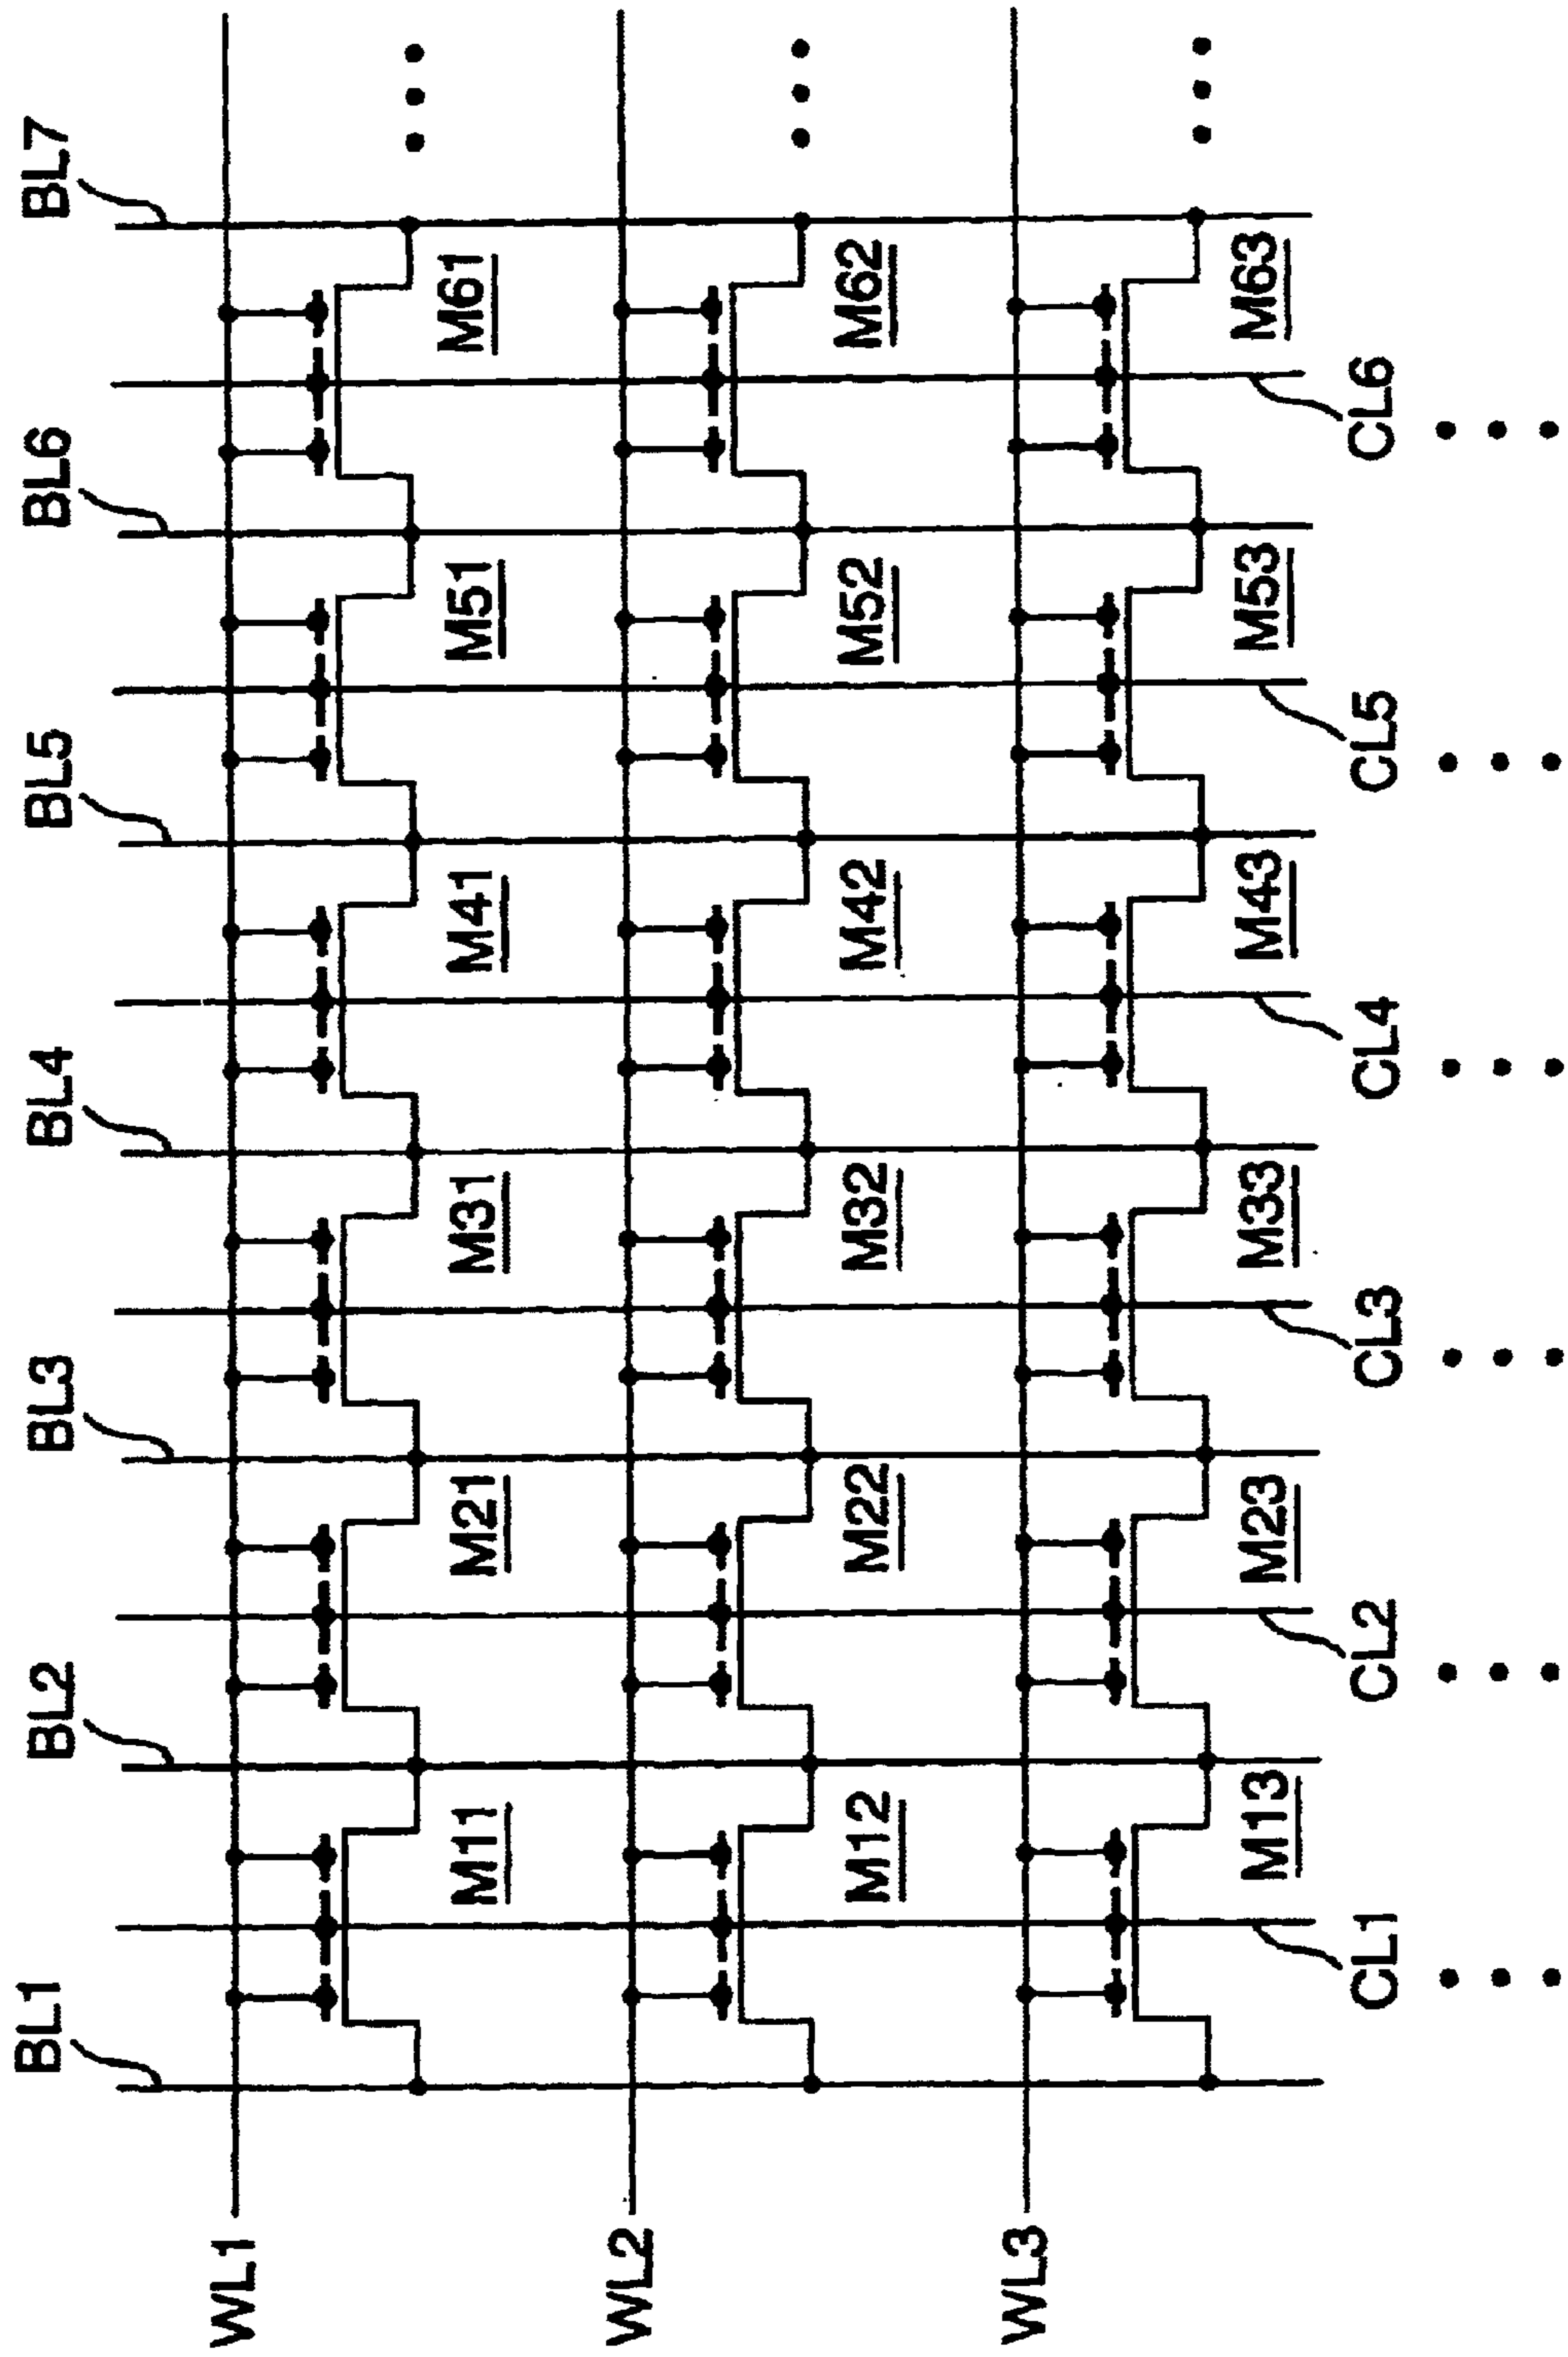 BL1 BL2 BL3 BL4 BL5 BL6 BL7
WL1
M11 M21 M31 M41 M51 M61
WL2
M12 M22 M32 M42 M52 M62
WL3
M13 M23 M33 M43 M53 M63
CL1 CL2 CL3 CL4 CL5 CL6